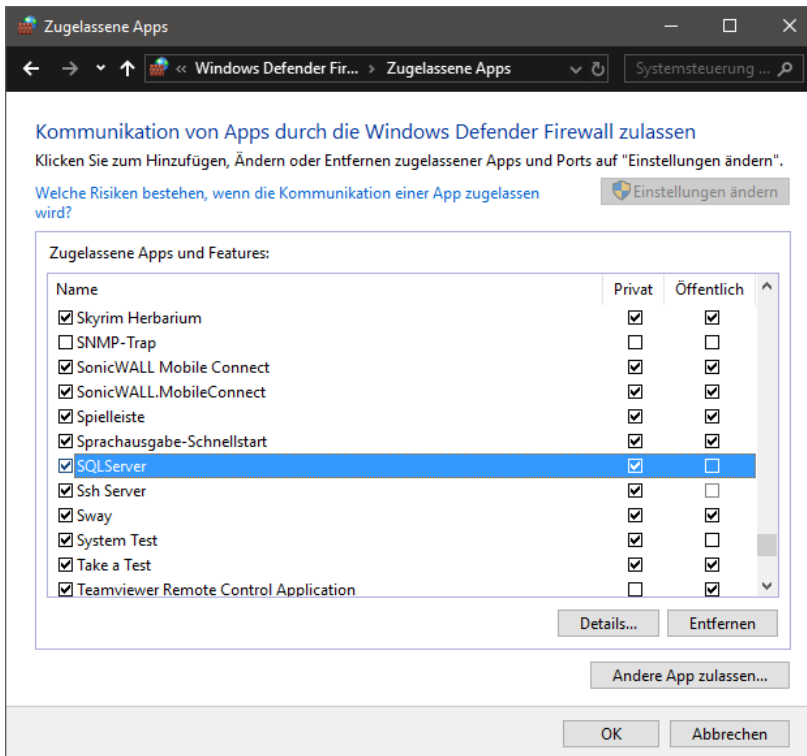 Zugelassene Apps
« Windows Defender Fir... › Zugelassene Apps
Systemsteuerung ...
Kommunikation von Apps durch die Windows Defender Firewall zulassen
Klicken Sie zum Hinzufügen, Ändern oder Entfernen zugelassener Apps und Ports auf "Einstellungen ändern".
Welche Risiken bestehen, wenn die Kommunikation einer App zugelassen
wird?
Einstellungen ändern
Zugelassene Apps und Features:
Name Privat Öffentlich
Skyrim Herbarium
SNMP-Trap
SonicWALL Mobile Connect
SonicWALL.MobileConnect
Spielleiste
Sprachausgabe-Schnellstart
SQLServer
Ssh Server
Sway
System Test
Take a Test
Teamviewer Remote Control Application
Details... Entfernen
Andere App zulassen...
OK Abbrechen